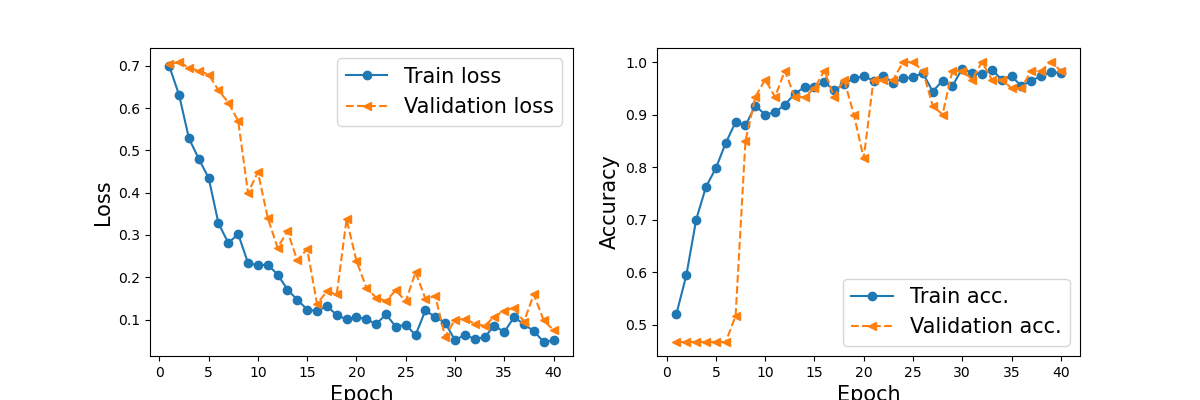 0.7
0.6
0.5
0.4
0.3
0.2
0.1
Loss
Train loss
Validation loss
0 5 10 15 20 25 30 35 40
Epoch
1.0
0.9
0.8
0.7
0.6
0.5
Accuracy
Train acc.
Validation acc.
0 5 10 15 20 25 30 35 40
Epoch